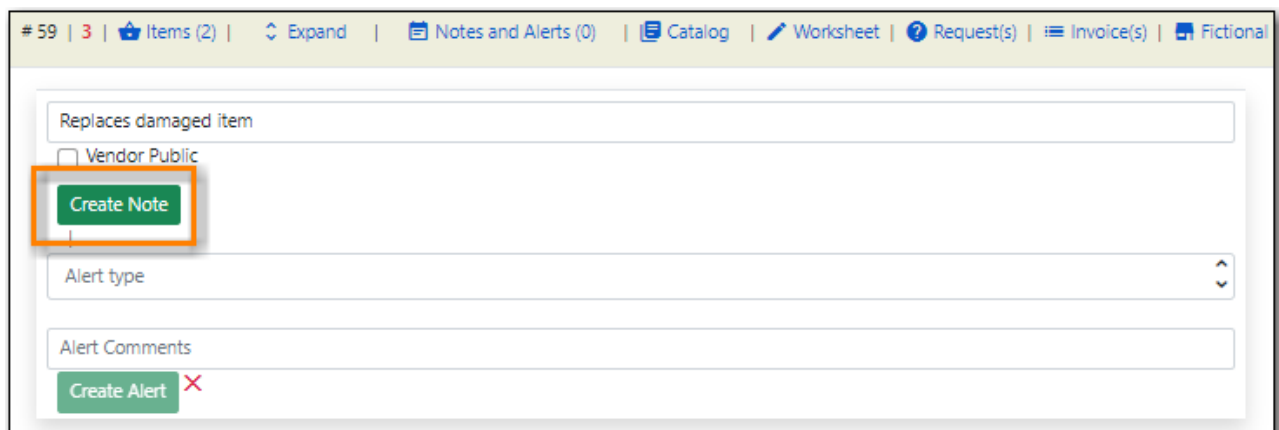 # 59 | 3 | Items (2) | Expand | Notes and Alerts (0) | Catalog | Worksheet | Request(s) | Invoice(s) | Fictional
Replaces damaged item
Vendor Public
Create Note
|
Alert type
Alert Comments
Create Alert